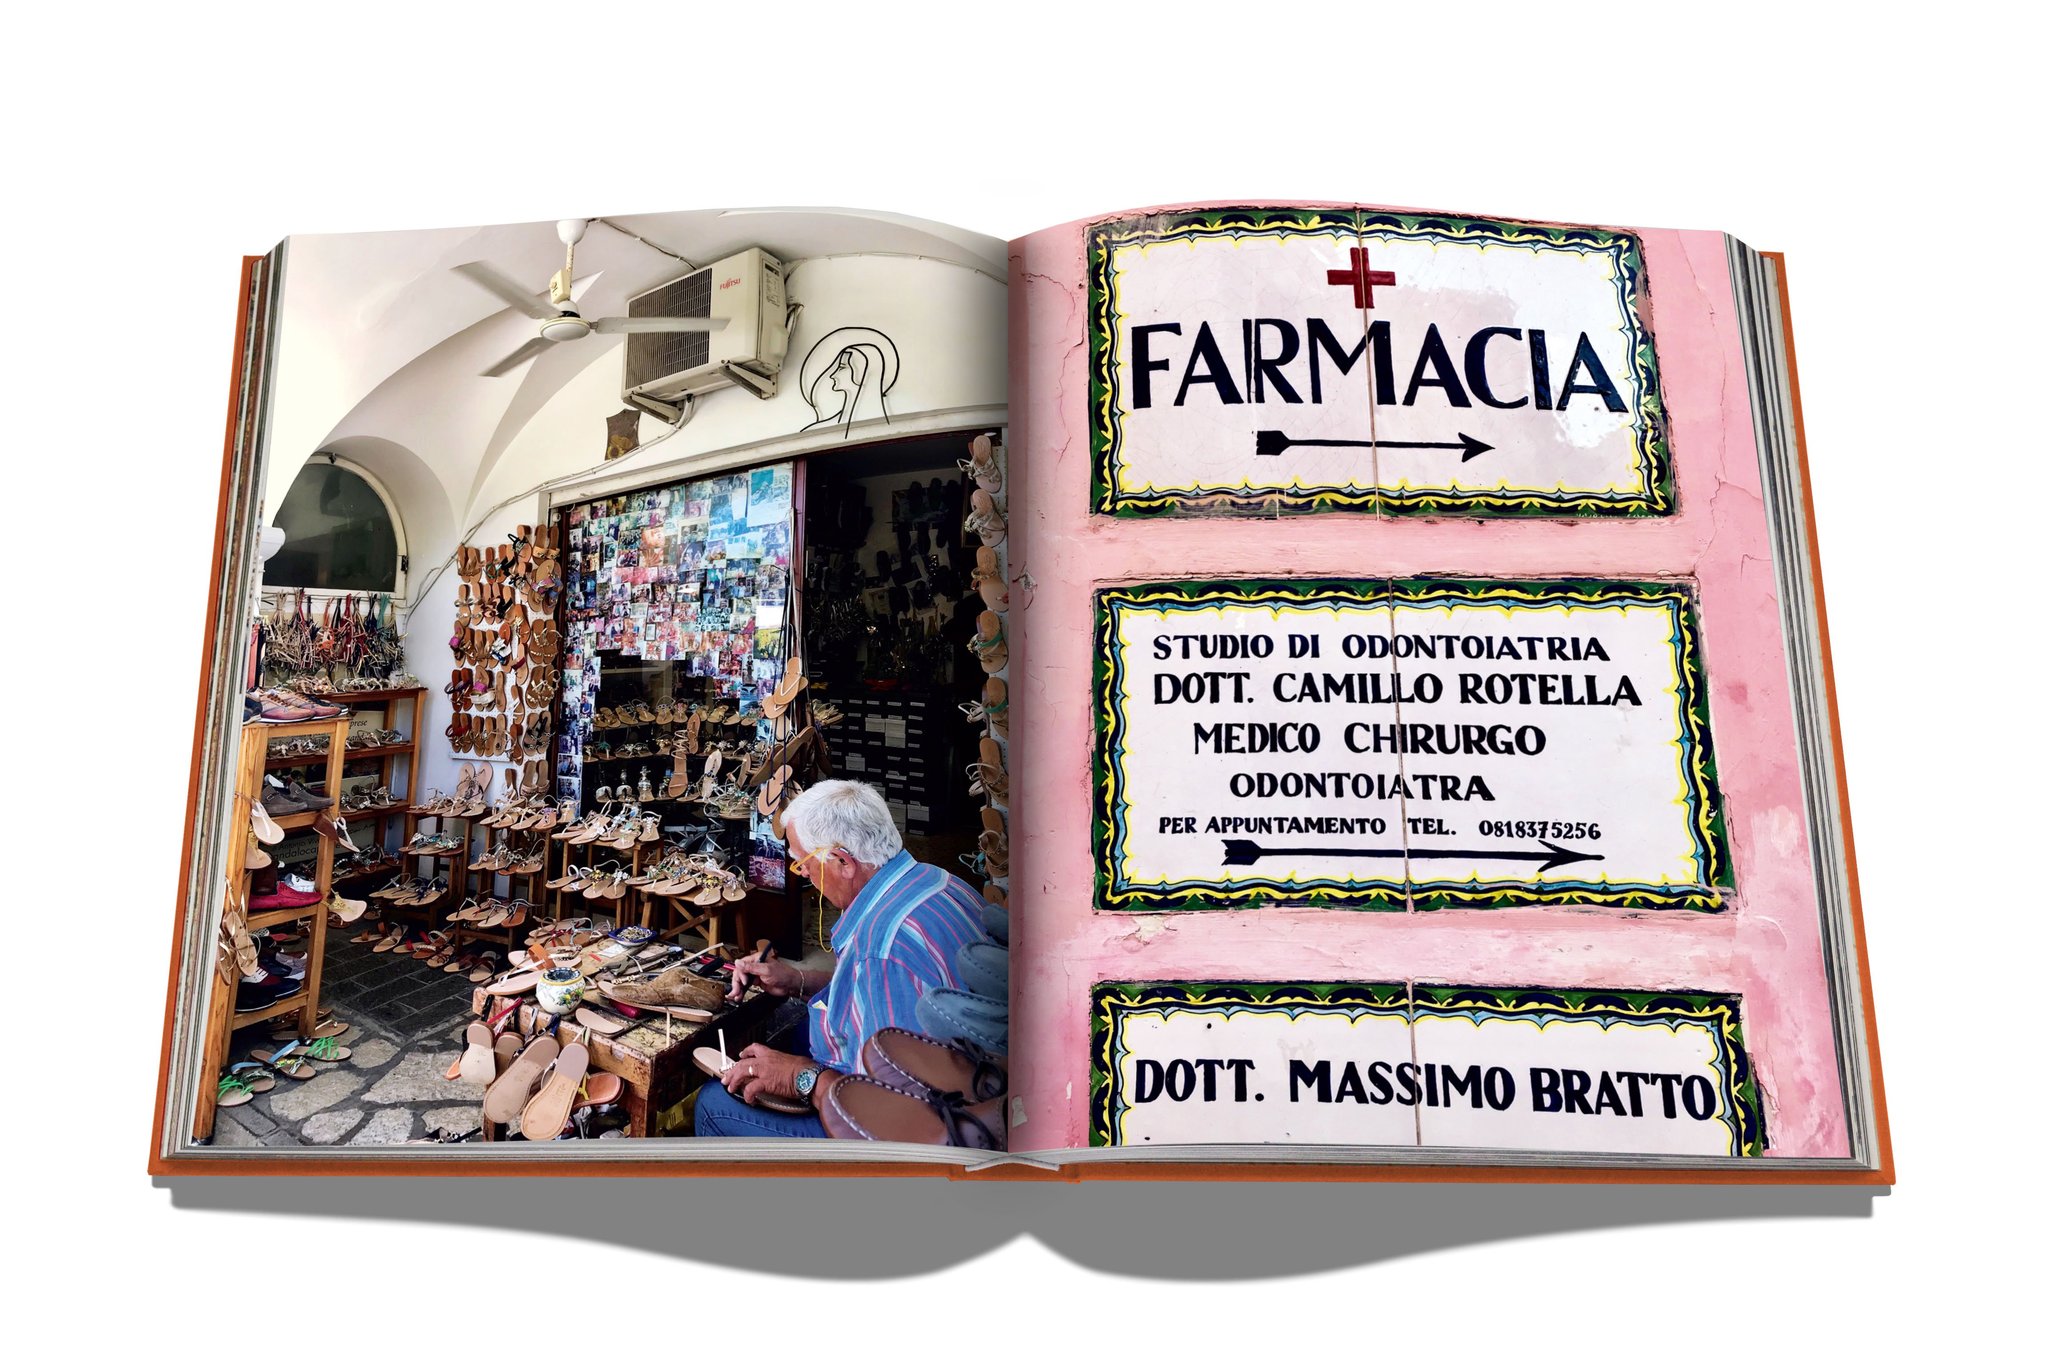 FUJITSU
FARMACIA
STUDIO DI ODONTOIATRIA
DOTT. CAMILLO ROTELLA
MEDICO CHIRURGO
ODONTOIATRA
PER APPUNTAMENTO TEL. 0818375256
DOTT. MASSIMO BRATTO